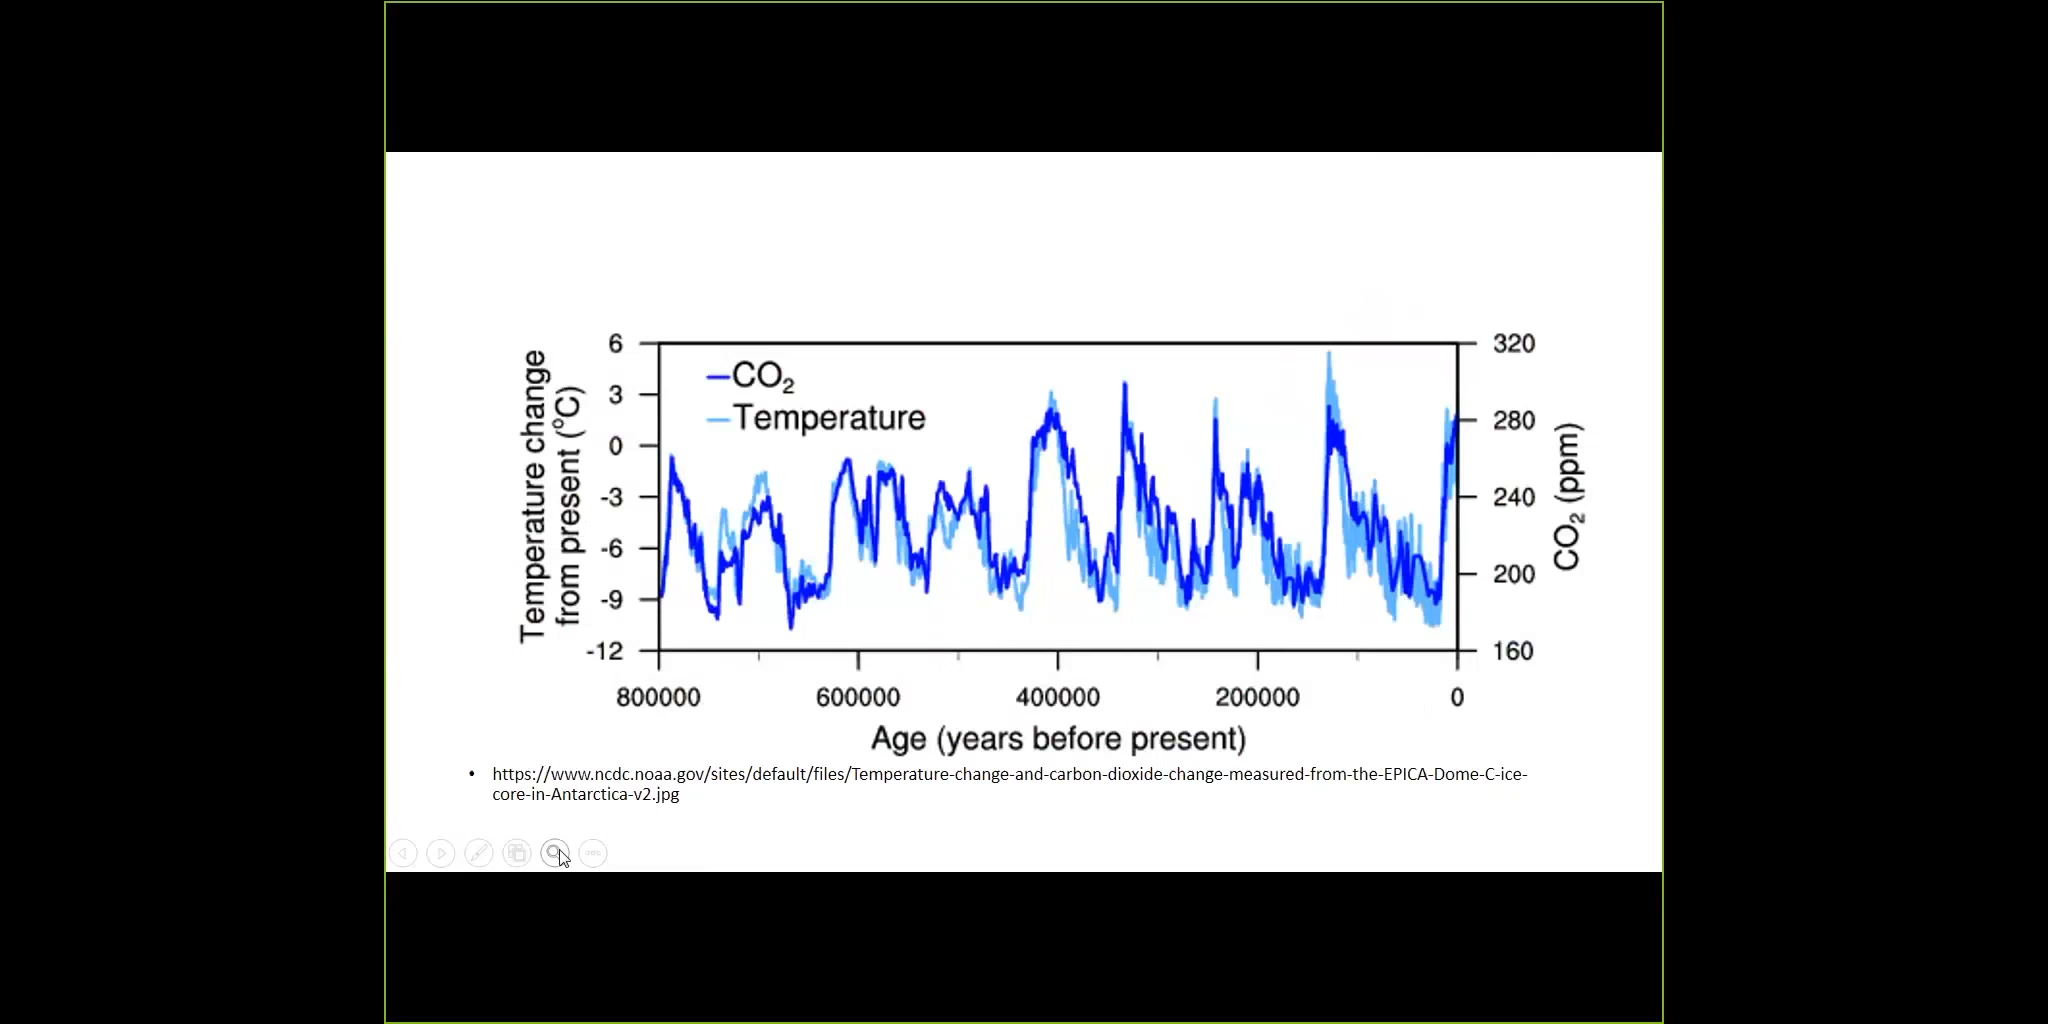 6
320
CO₂
3
Temperature
280
0
-3
240
-6
200
-9
-12
160
Temperature change
from present (°C)
CO₂ (ppm)
800000 600000 400000 200000 0
Age (years before present)
• https://www.ncdc.noaa.gov/sites/default/files/Temperature-change-and-carbon-dioxide-change-measured-from-the-EPICA-Dome-C-ice-
core-in-Antarctica-v2.jpg